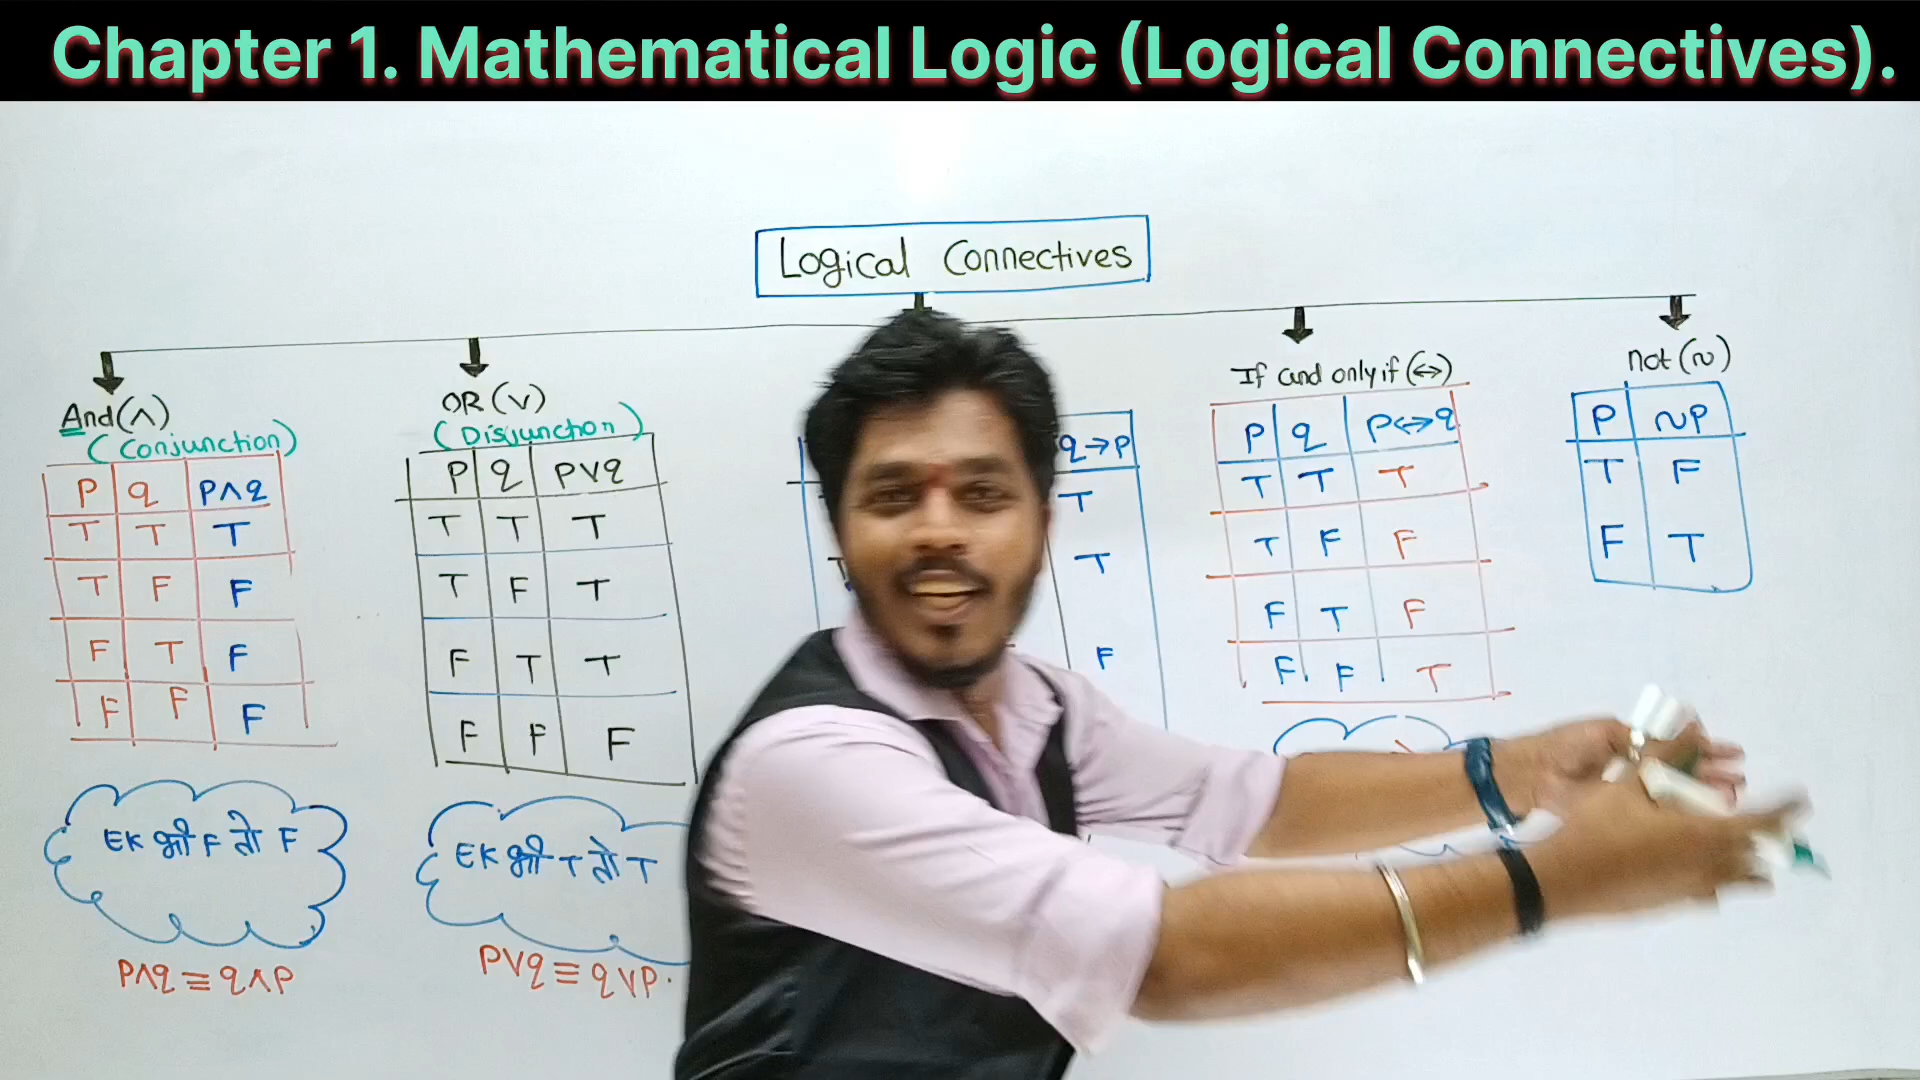 Chapter 1. Mathematical Logic (Logical Connectives).
Logical Connectives
And (∧)
(Conjunction)
P q P∧q
T T T
T F F
F T F
F F F
EK भी F तो F
P∧q ≡ q∧P
OR (∨)
(Disjunction)
P q P∨q
T T T
T F T
F T T
F F F
EK भी T तो T
P∨q ≡ q∨P.
q→P
T
T
F
If and only if (↔)
P q P↔q
T T T
T F F
F T F
F F T
not (~)
P ~P
T F
F T